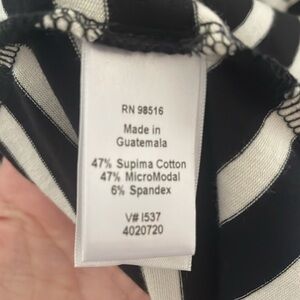 RN 98516
Made in
Guatemala
47% Supima Cotton
47% MicroModal
6% Spandex
V# I537
4020720